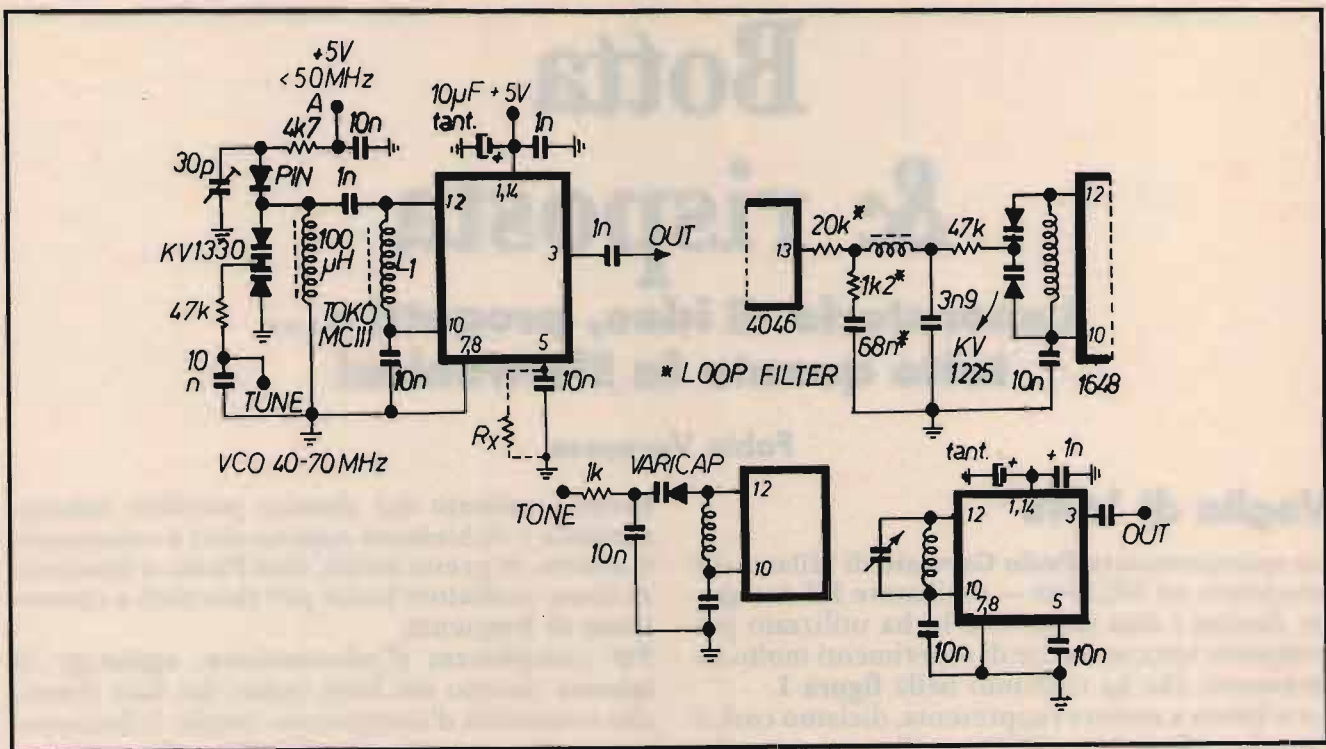 +5V
<50MHz
A
4k7
10n
30p
PIN
1n
KV1330
100
µH
L1
TOKO
MCIII
47k
10
n
TUNE
10n
VCO 40-70 MHz
10µF +5V
tant.
+
1n
1,14
12
3
10
7,8
5
1n
OUT
10n
Rx
4046
13
20k*
47k
1k2*
68n*
3n9
KV
1225
10n
12
10
1648
* LOOP FILTER
1k
VARICAP
TONE
10n
12
10
tant.
+
+
1n
1,14
12
3
OUT
10
7,8
5
10n
10n